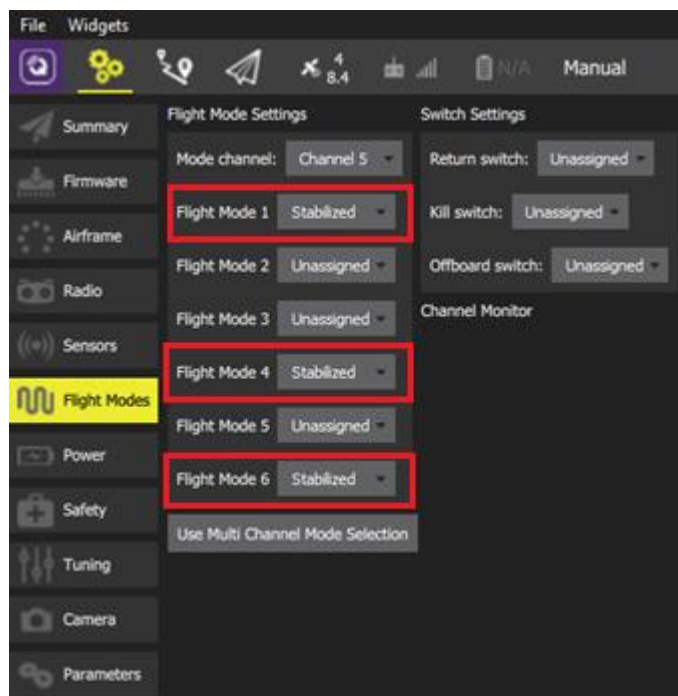 File Widgets
4
8.4
N/A
Manual
Summary
Firmware
Airframe
Radio
Sensors
Flight Modes
Power
Safety
Tuning
Camera
Parameters
Flight Mode Settings
Mode channel: Channel 5
Flight Mode 1 Stabilized
Flight Mode 2 Unassigned
Flight Mode 3 Unassigned
Flight Mode 4 Stabilized
Flight Mode 5 Unassigned
Flight Mode 6 Stabilized
Use Multi Channel Mode Selection
Switch Settings
Return switch: Unassigned
Kill switch: Unassigned
Offboard switch: Unassigned
Channel Monitor